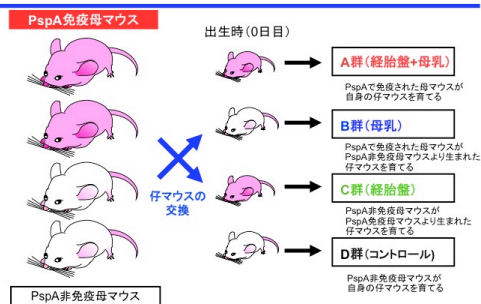 PspA免疫母マウス
出生時(0日目)
A群(経胎盤+母乳)
PspAで免疫された母マウスが
自身の仔マウスを育てる
B群(母乳)
PspAで免疫された母マウスが
PspA非免疫母マウスより生まれた
仔マウスを育てる
仔マウスの
交換
C群(経胎盤)
PspA非免疫母マウスが
PspA免疫母マウスより生まれた
仔マウスを育てる
D群(コントロール)
PspA非免疫母マウスが
自身の仔マウスを育てる
PspA非免疫母マウス